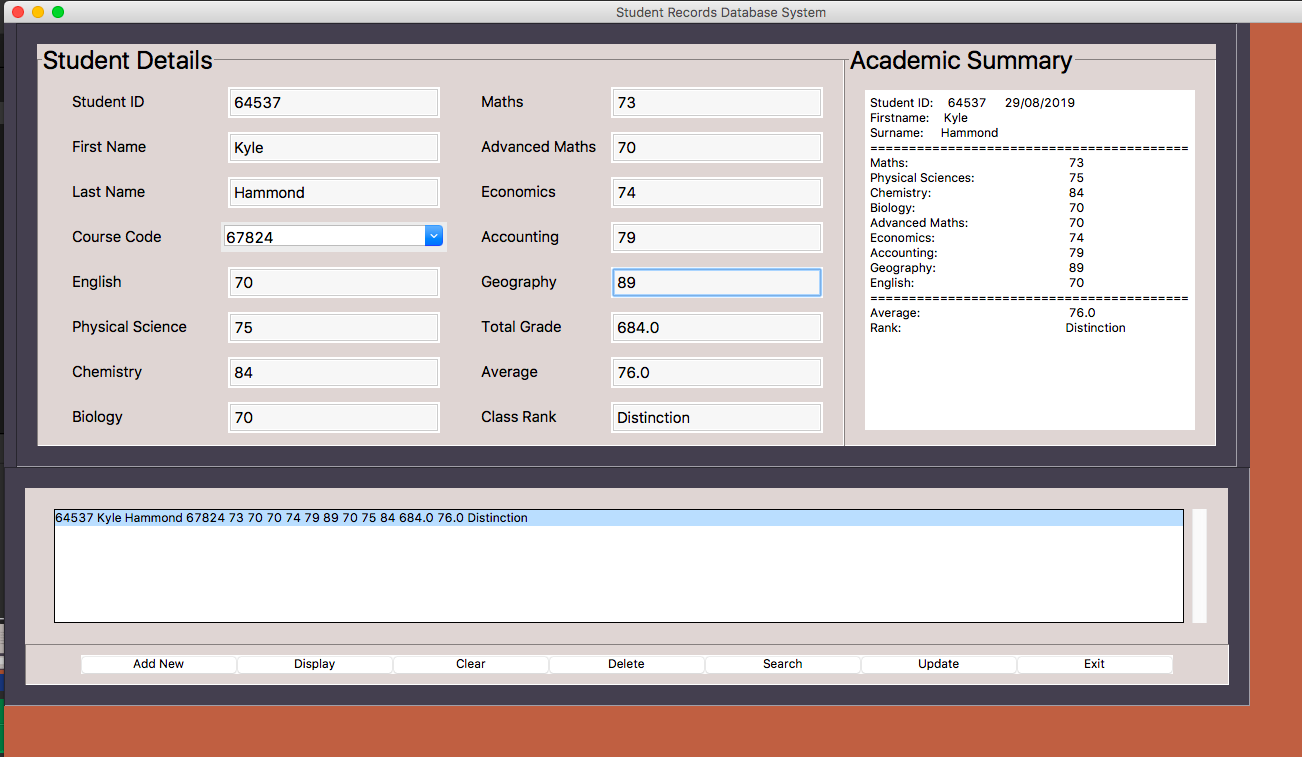 Student Records Database System
Student Details
Student ID 64537 Maths 73
First Name Kyle Advanced Maths 70
Last Name Hammond Economics 74
Course Code 67824 Accounting 79
English 70 Geography 89
Physical Science 75 Total Grade 684.0
Chemistry 84 Average 76.0
Biology 70 Class Rank Distinction
Academic Summary
Student ID: 64537 29/08/2019
Firstname: Kyle
Surname: Hammond
=========================================
Maths: 73
Physical Sciences: 75
Chemistry: 84
Biology: 70
Advanced Maths: 70
Economics: 74
Accounting: 79
Geography: 89
English: 70
=========================================
Average: 76.0
Rank: Distinction
64537 Kyle Hammond 67824 73 70 70 74 79 89 70 75 84 684.0 76.0 Distinction
Add New Display Clear Delete Search Update Exit